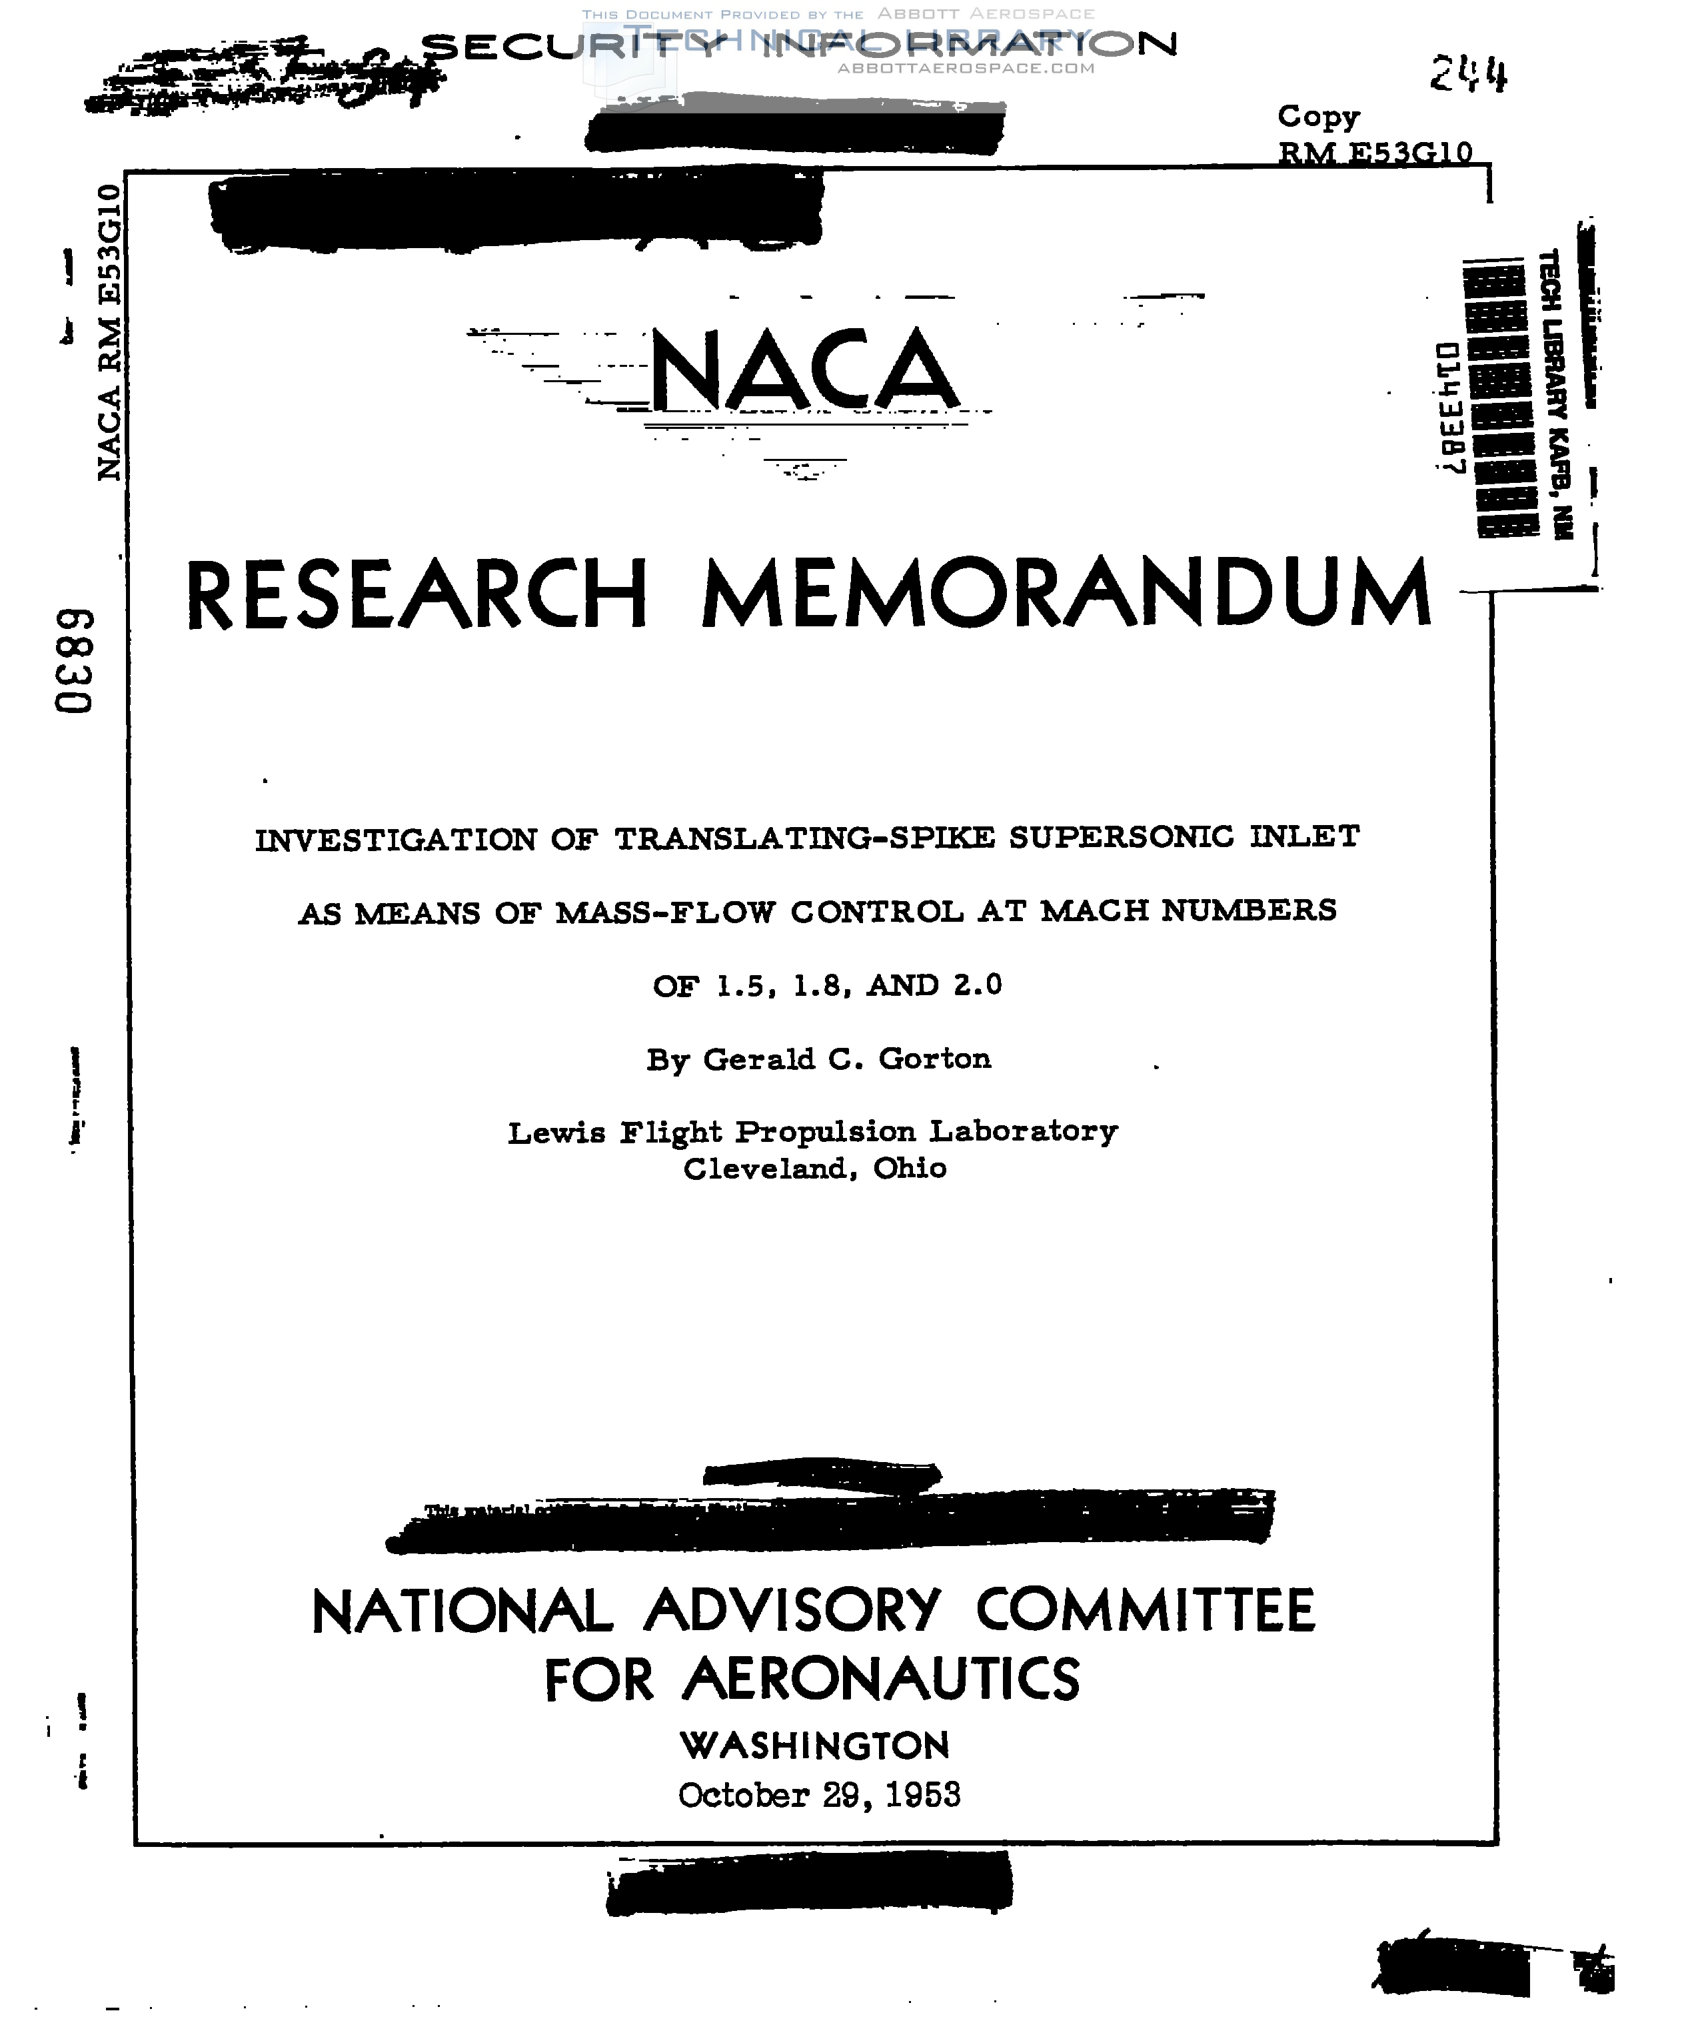 THIS DOCUMENT PROVIDED BY THE ABBOTT AEROSPACE
TECHNICAL LIBRARY
ABBOTTAEROSPACE.COM
SECURITY INFORMATION
244
Copy
RM E53G10
NACA RM E53G10
TECH LIBRARY KAFB, NM
0143387
NACA
RESEARCH MEMORANDUM
6830
INVESTIGATION OF TRANSLATING-SPIKE SUPERSONIC INLET
AS MEANS OF MASS-FLOW CONTROL AT MACH NUMBERS
OF 1.5, 1.8, AND 2.0
By Gerald C. Gorton
Lewis Flight Propulsion Laboratory
Cleveland, Ohio
This material
NATIONAL ADVISORY COMMITTEE
FOR AERONAUTICS
WASHINGTON
October 29, 1953